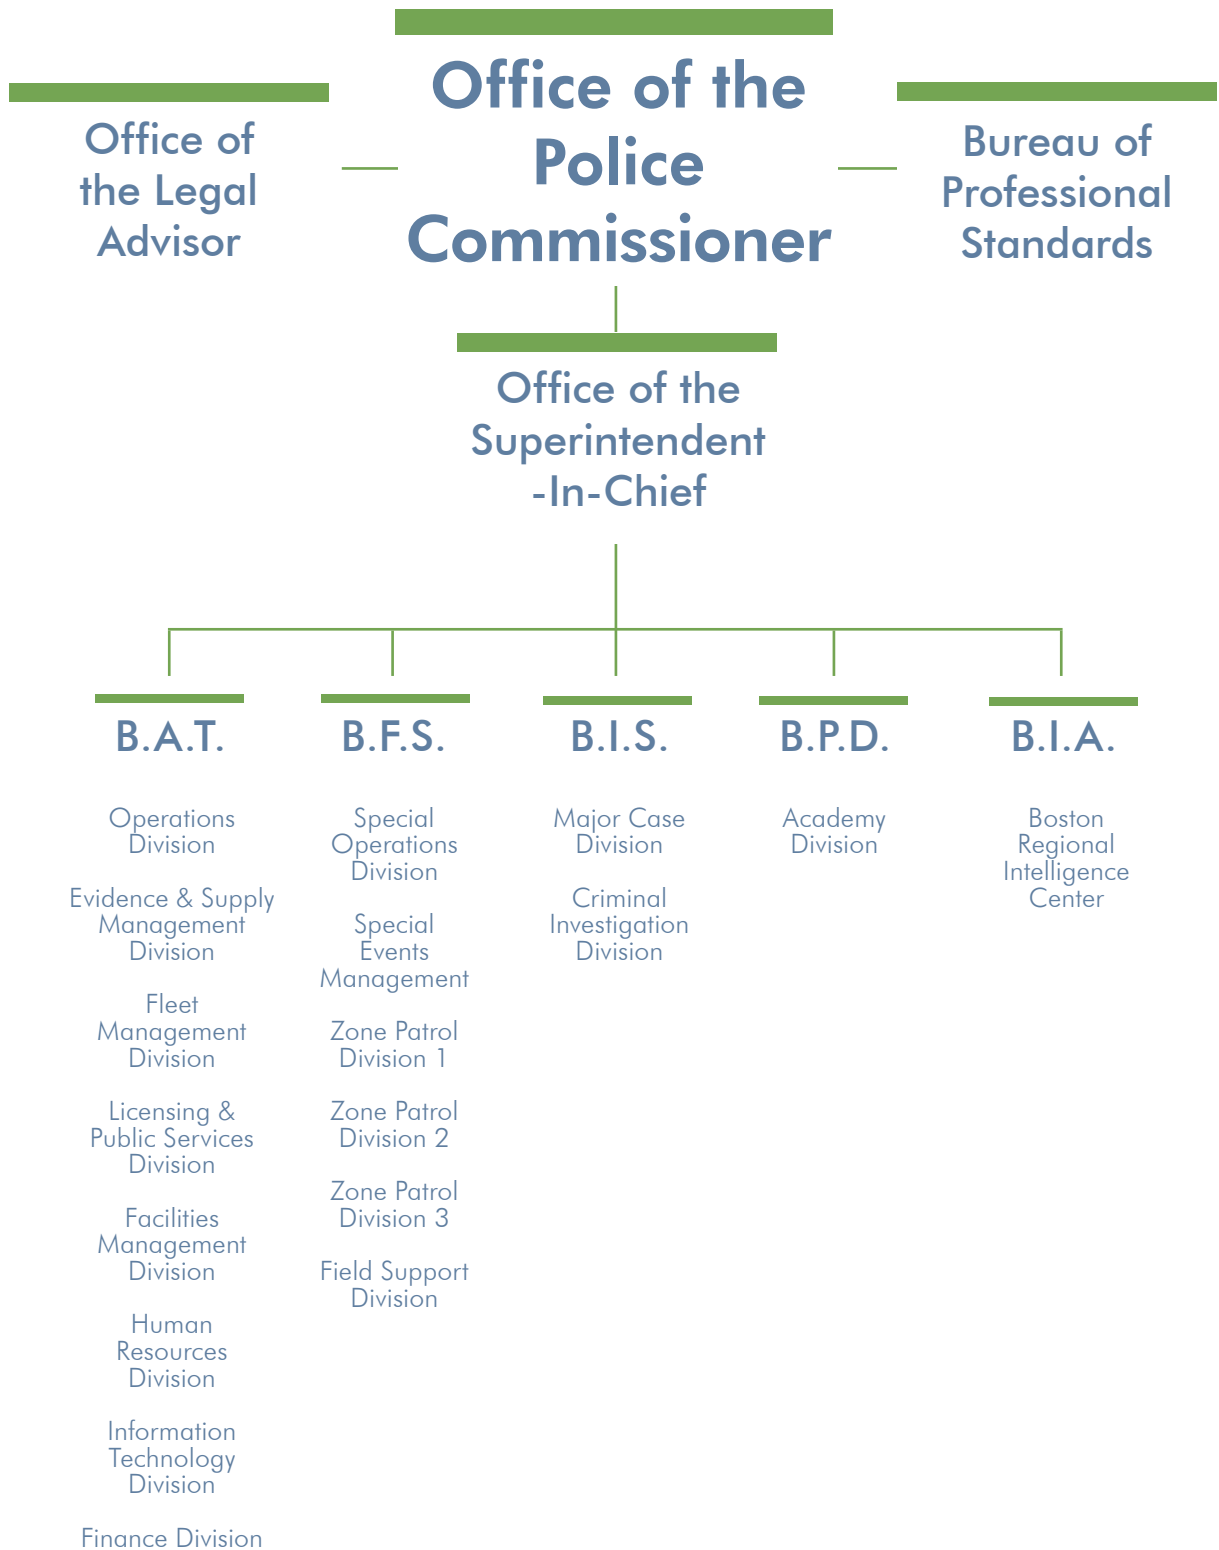 Office of the
Police
Commissioner
Office of
the Legal
Advisor
Bureau of
Professional
Standards
Office of the
Superintendent
-In-Chief
B.A.T.
Operations
Division
Evidence & Supply
Management
Division
Fleet
Management
Division
Licensing &
Public Services
Division
Facilities
Management
Division
Human
Resources
Division
Information
Technology
Division
Finance Division
B.F.S.
Special
Operations
Division
Special
Events
Management
Zone Patrol
Division 1
Zone Patrol
Division 2
Zone Patrol
Division 3
Field Support
Division
B.I.S.
Major Case
Division
Criminal
Investigation
Division
B.P.D.
Academy
Division
B.I.A.
Boston
Regional
Intelligence
Center